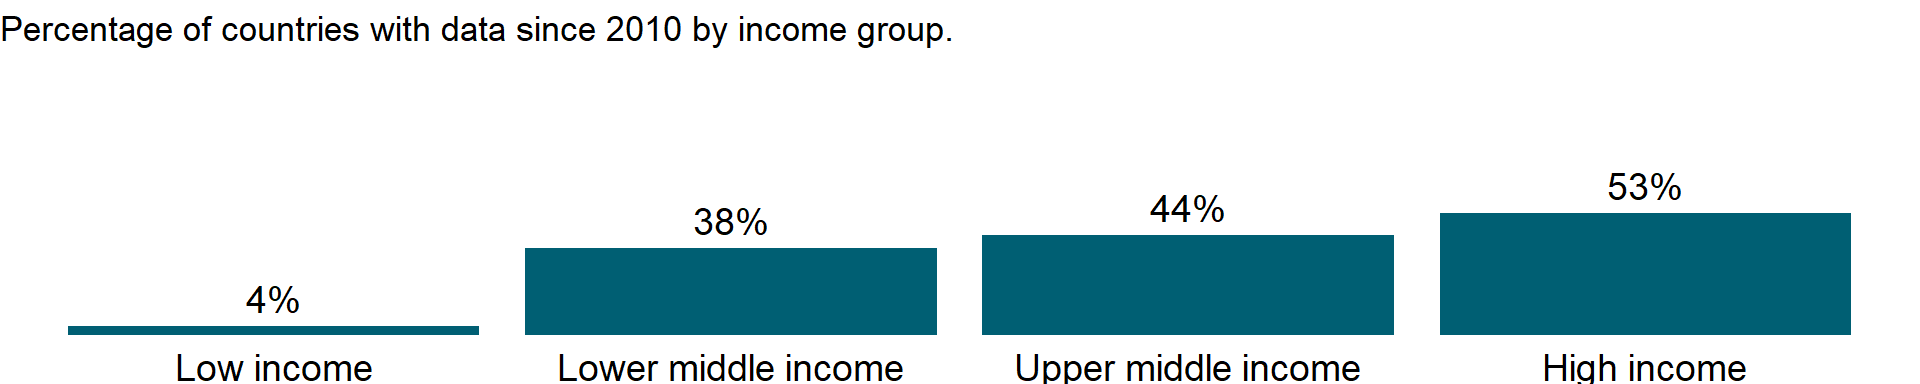 Percentage of countries with data since 2010 by income group.
53%
44%
38%
4%
Low income
Lower middle income
Upper middle income
High income